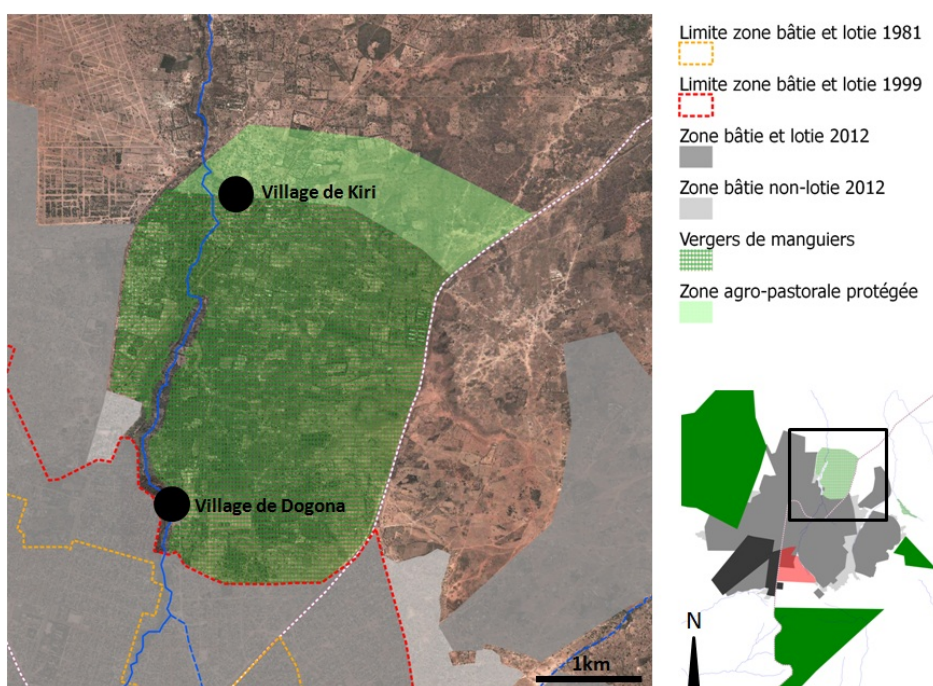 Village de Kiri
Village de Dogona
1km
Limite zone bâtie et lotie 1981
Limite zone bâtie et lotie 1999
Zone bâtie et lotie 2012
Zone bâtie non-lotie 2012
Vergers de manguiers
Zone agro-pastorale protégée
N